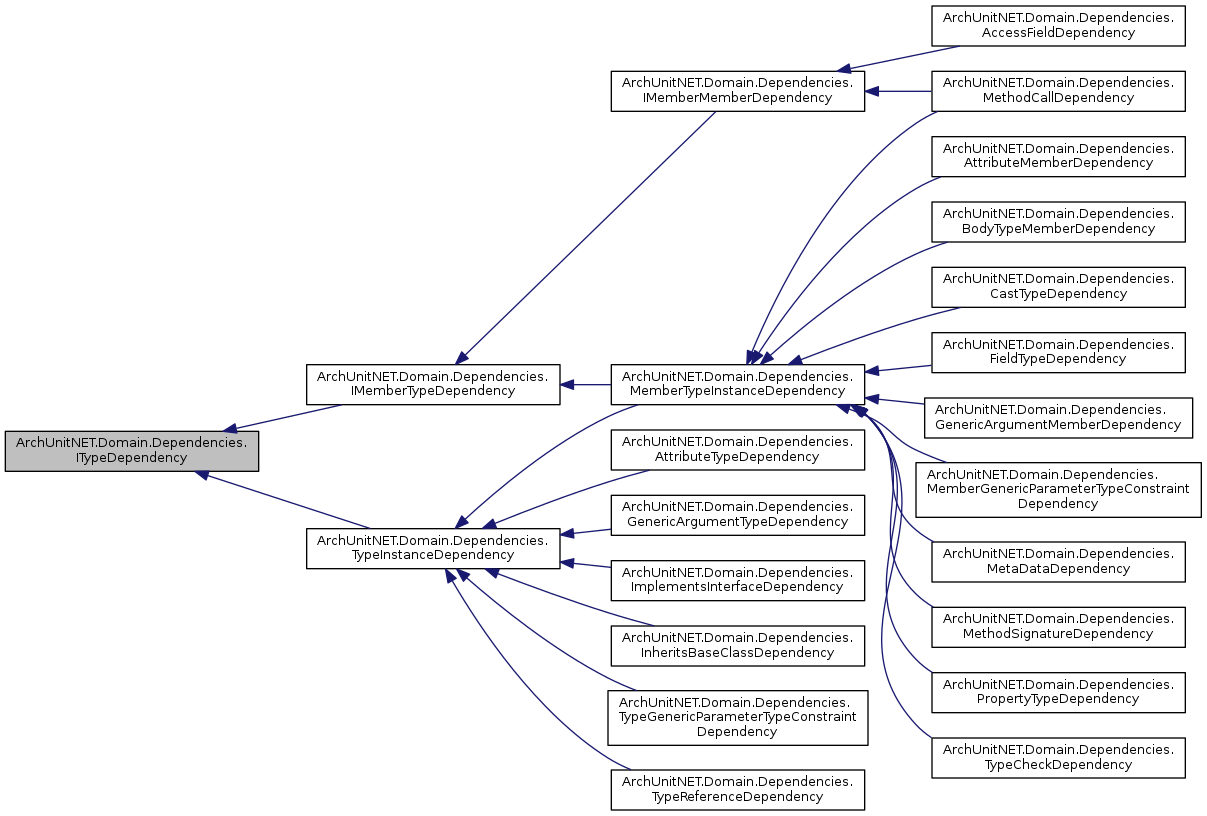 ArchUnitNET.Domain.Dependencies.
ITypeDependency
ArchUnitNET.Domain.Dependencies.
IMemberTypeDependency
ArchUnitNET.Domain.Dependencies.
TypeInstanceDependency
ArchUnitNET.Domain.Dependencies.
IMemberMemberDependency
ArchUnitNET.Domain.Dependencies.
MemberTypeInstanceDependency
ArchUnitNET.Domain.Dependencies.
AttributeTypeDependency
ArchUnitNET.Domain.Dependencies.
GenericArgumentTypeDependency
ArchUnitNET.Domain.Dependencies.
ImplementsInterfaceDependency
ArchUnitNET.Domain.Dependencies.
InheritsBaseClassDependency
ArchUnitNET.Domain.Dependencies.
TypeGenericParameterTypeConstraint
Dependency
ArchUnitNET.Domain.Dependencies.
TypeReferenceDependency
ArchUnitNET.Domain.Dependencies.
AccessFieldDependency
ArchUnitNET.Domain.Dependencies.
MethodCallDependency
ArchUnitNET.Domain.Dependencies.
AttributeMemberDependency
ArchUnitNET.Domain.Dependencies.
BodyTypeMemberDependency
ArchUnitNET.Domain.Dependencies.
CastTypeDependency
ArchUnitNET.Domain.Dependencies.
FieldTypeDependency
ArchUnitNET.Domain.Dependencies.
GenericArgumentMemberDependency
ArchUnitNET.Domain.Dependencies.
MemberGenericParameterTypeConstraint
Dependency
ArchUnitNET.Domain.Dependencies.
MetaDataDependency
ArchUnitNET.Domain.Dependencies.
MethodSignatureDependency
ArchUnitNET.Domain.Dependencies.
PropertyTypeDependency
ArchUnitNET.Domain.Dependencies.
TypeCheckDependency